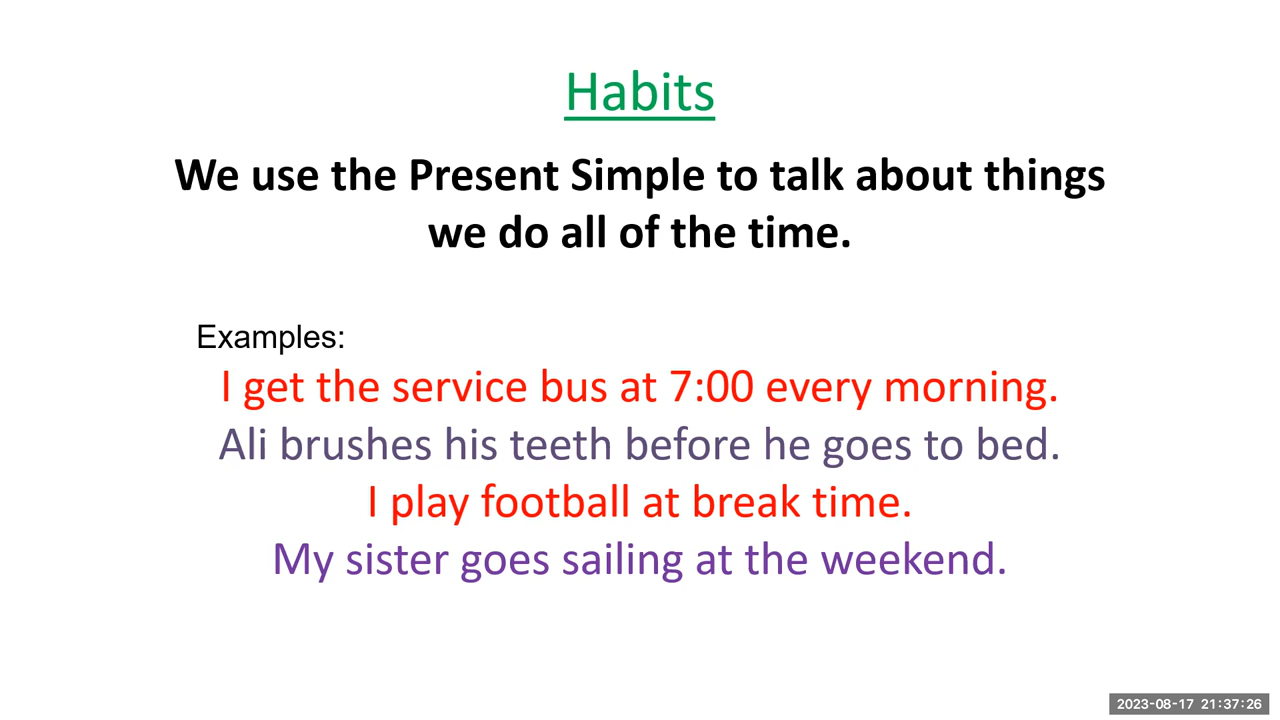 Habits
We use the Present Simple to talk about things
we do all of the time.
Examples:
I get the service bus at 7:00 every morning.
Ali brushes his teeth before he goes to bed.
I play football at break time.
My sister goes sailing at the weekend.
2023-08-17 21:37:26